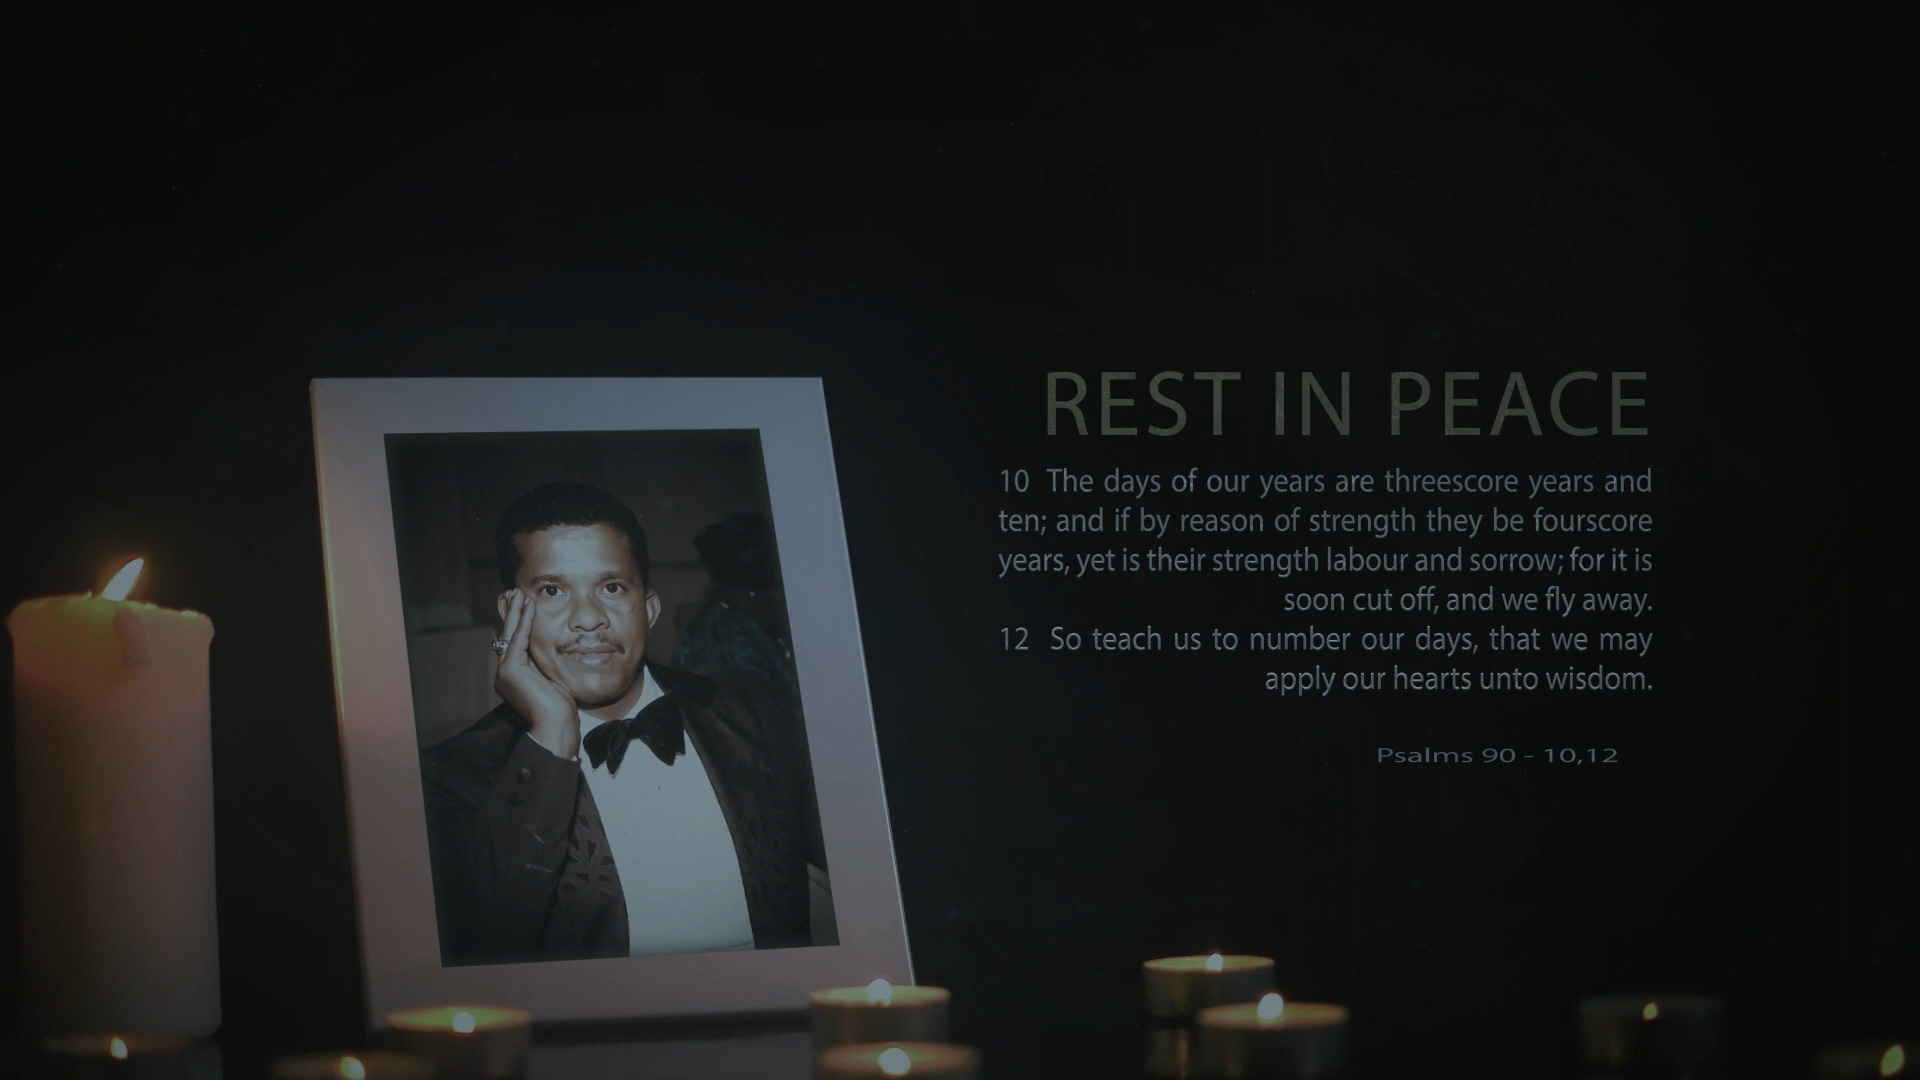 REST IN PEACE
10 The days of our years are threescore years and
ten; and if by reason of strength they be fourscore
years, yet is their strength labour and sorrow; for it is
soon cut off, and we fly away.
12 So teach us to number our days, that we may
apply our hearts unto wisdom.
Psalms 90 - 10,12